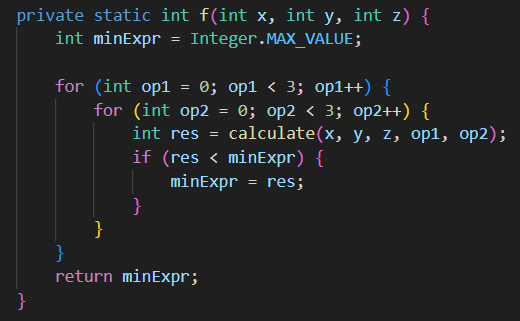 private static int f(int x, int y, int z) {
    int minExpr = Integer.MAX_VALUE;

    for (int op1 = 0; op1 < 3; op1++) {
        for (int op2 = 0; op2 < 3; op2++) {
            int res = calculate(x, y, z, op1, op2);
            if (res < minExpr) {
                minExpr = res;
            }
        }
    }
    return minExpr;
}